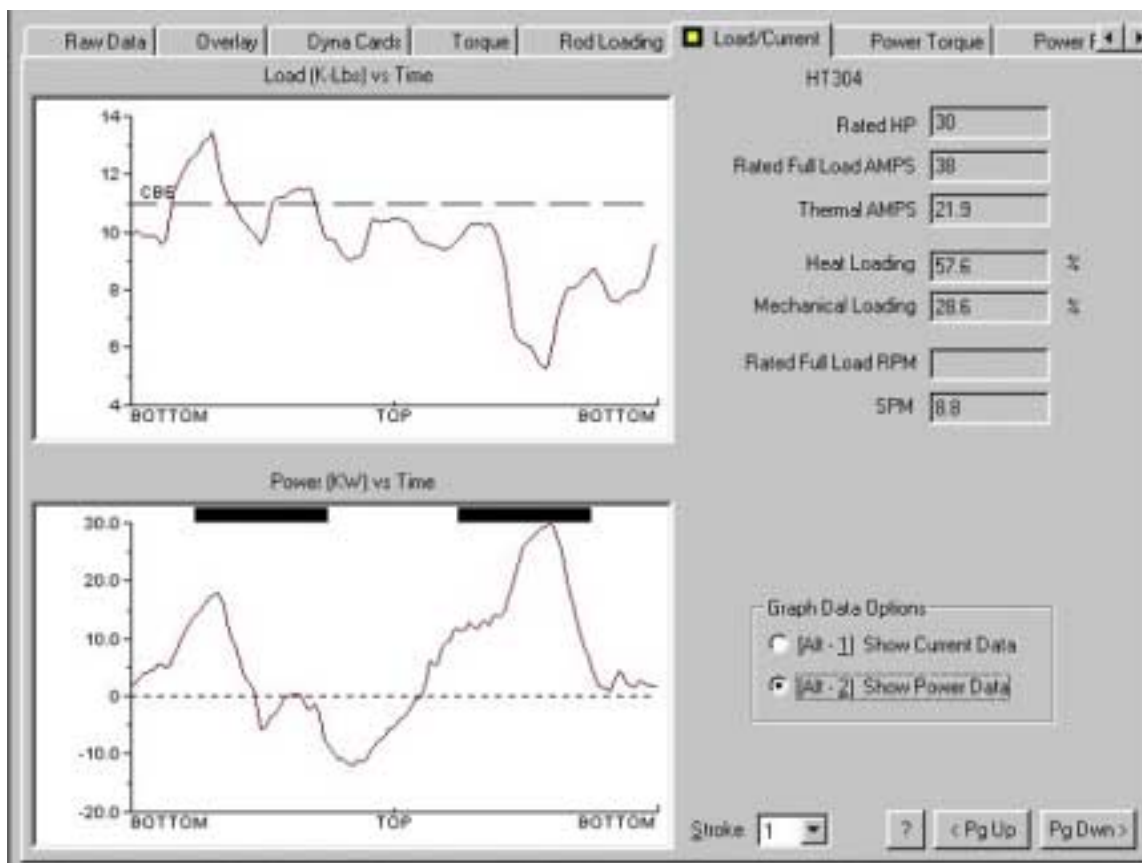 Raw Data Overlay Dyna Cards Torque Rod Loading Load/Current Power Torque Power
Load (K-Lbs) vs Time
14
12
CBE
10
8
6
4
BOTTOM TOP BOTTOM
HT304
Rated HP 30
Rated Full Load AMPS 38
Thermal AMPS 21.9
Heat Loading 57.6 %
Mechanical Loading 28.6 %
Rated Full Load RPM
SPM 8.8
Power (KW) vs Time
30.0
20.0
10.0
0
-10.0
-20.0
BOTTOM TOP BOTTOM
Graph Data Options
[Alt - 1] Show Current Data
[Alt - 2] Show Power Data
Stroke 1 ? < Pg Up Pg Dwn >